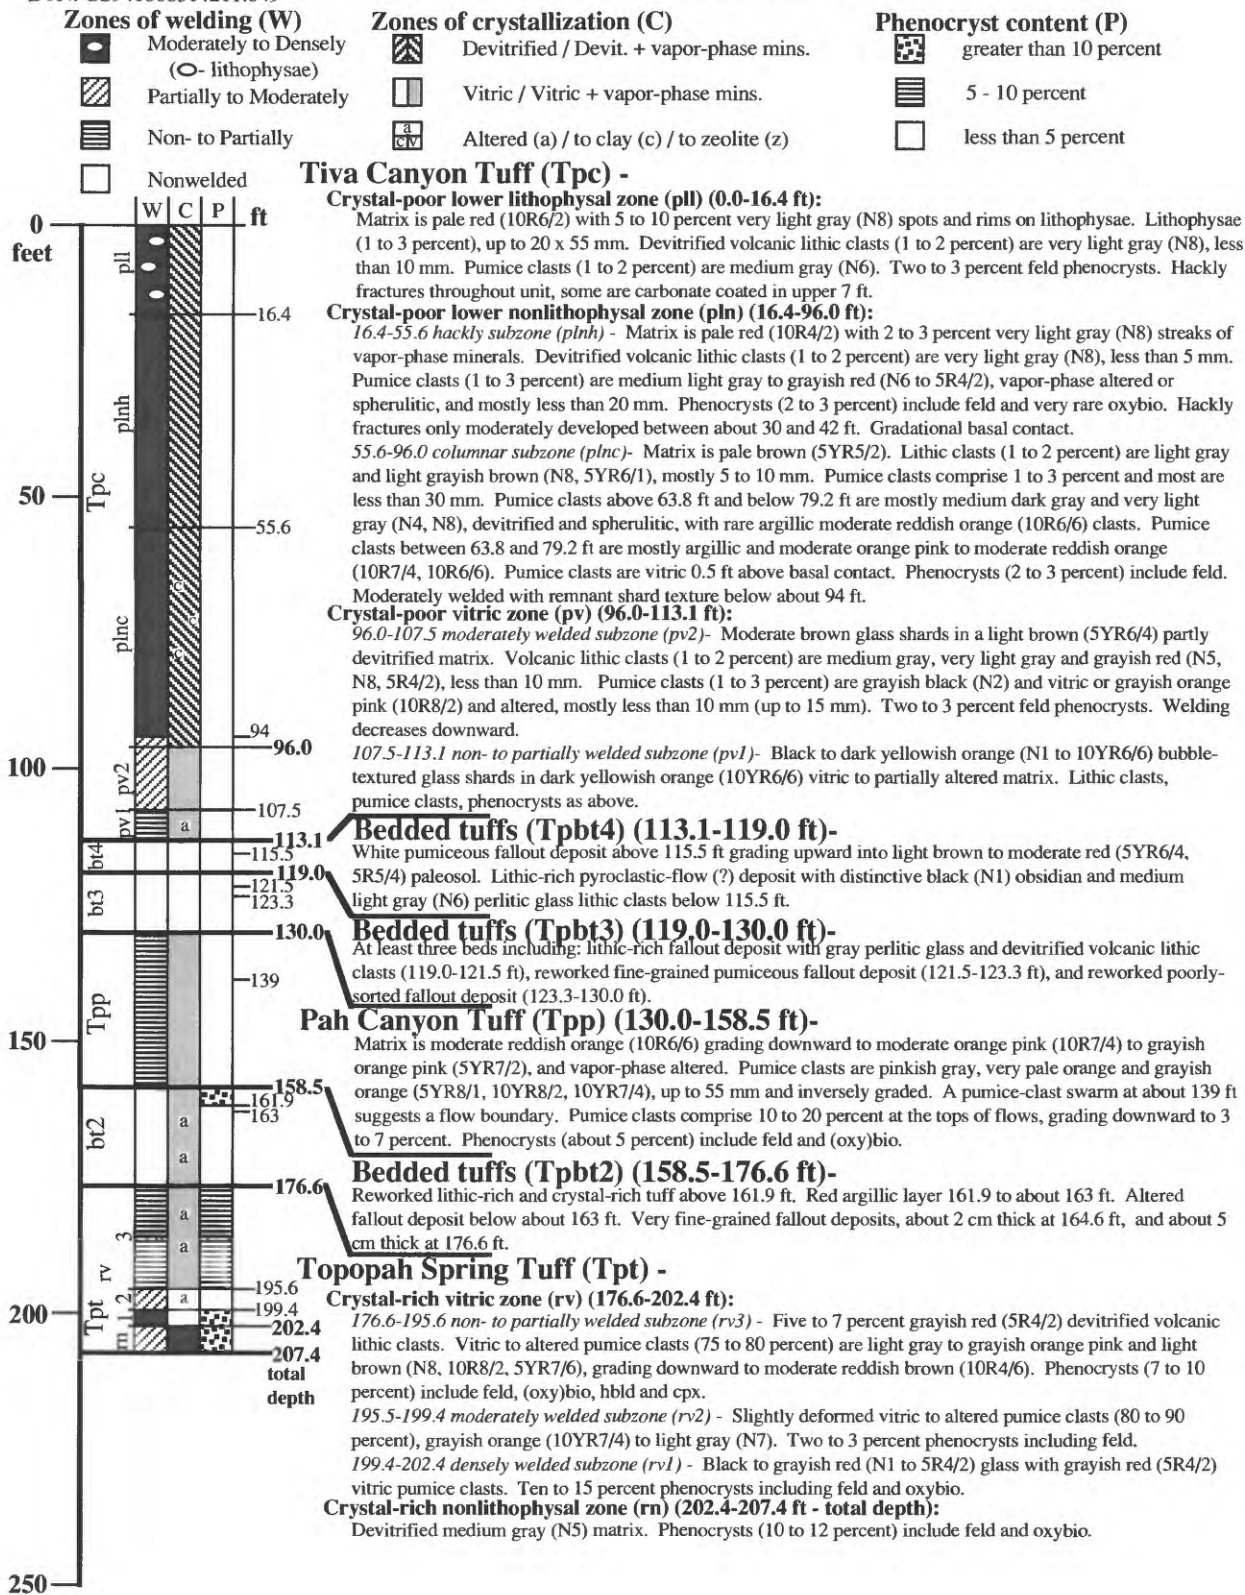 Zones of welding (W)
Moderately to Densely
(O- lithophysae)
Partially to Moderately
Non- to Partially
Nonwelded
Zones of crystallization (C)
Devitrified / Devit. + vapor-phase mins.
Vitric / Vitric + vapor-phase mins.
a
c v
Altered (a) / to clay (c) / to zeolite (z)
Phenocryst content (P)
greater than 10 percent
5 - 10 percent
less than 5 percent
W C P ft
0
feet
50
100
150
200
250
pll
plnh
Tpc
plnc
pv2
pv1
bt4
bt3
Tpp
bt2
3
rv
2
1
Tpt
rn
c
c
c
a
a
a
a
a
a
16.4
55.6
94
96.0
107.5
113.1
115.5
119.0
121.5
123.3
130.0
139
158.5
161.9
163
176.6
195.6
199.4
202.4
207.4
total
depth
Tiva Canyon Tuff (Tpc) -
Crystal-poor lower lithophysal zone (pll) (0.0-16.4 ft):
Matrix is pale red (10R6/2) with 5 to 10 percent very light gray (N8) spots and rims on lithophysae. Lithophysae
(1 to 3 percent), up to 20 x 55 mm. Devitrified volcanic lithic clasts (1 to 2 percent) are very light gray (N8), less
than 10 mm. Pumice clasts (1 to 2 percent) are medium gray (N6). Two to 3 percent feld phenocrysts. Hackly
fractures throughout unit, some are carbonate coated in upper 7 ft.
Crystal-poor lower nonlithophysal zone (pln) (16.4-96.0 ft):
16.4-55.6 hackly subzone (plnh) - Matrix is pale red (10R4/2) with 2 to 3 percent very light gray (N8) streaks of
vapor-phase minerals. Devitrified volcanic lithic clasts (1 to 2 percent) are very light gray (N8), less than 5 mm.
Pumice clasts (1 to 3 percent) are medium light gray to grayish red (N6 to 5R4/2), vapor-phase altered or
spherulitic, and mostly less than 20 mm. Phenocrysts (2 to 3 percent) include feld and very rare oxybio. Hackly
fractures only moderately developed between about 30 and 42 ft. Gradational basal contact.
55.6-96.0 columnar subzone (plnc)- Matrix is pale brown (5YR5/2). Lithic clasts (1 to 2 percent) are light gray
and light grayish brown (N8, 5YR6/1), mostly 5 to 10 mm. Pumice clasts comprise 1 to 3 percent and most are
less than 30 mm. Pumice clasts above 63.8 ft and below 79.2 ft are mostly medium dark gray and very light
gray (N4, N8), devitrified and spherulitic, with rare argillic moderate reddish orange (10R6/6) clasts. Pumice
clasts between 63.8 and 79.2 ft are mostly argillic and moderate orange pink to moderate reddish orange
(10R7/4, 10R6/6). Pumice clasts are vitric 0.5 ft above basal contact. Phenocrysts (2 to 3 percent) include feld.
Moderately welded with remnant shard texture below about 94 ft.
Crystal-poor vitric zone (pv) (96.0-113.1 ft):
96.0-107.5 moderately welded subzone (pv2)- Moderate brown glass shards in a light brown (5YR6/4) partly
devitrified matrix. Volcanic lithic clasts (1 to 2 percent) are medium gray, very light gray and grayish red (N5,
N8, 5R4/2), less than 10 mm. Pumice clasts (1 to 3 percent) are grayish black (N2) and vitric or grayish orange
pink (10R8/2) and altered, mostly less than 10 mm (up to 15 mm). Two to 3 percent feld phenocrysts. Welding
decreases downward.
107.5-113.1 non- to partially welded subzone (pv1)- Black to dark yellowish orange (N1 to 10YR6/6) bubble-
textured glass shards in dark yellowish orange (10YR6/6) vitric to partially altered matrix. Lithic clasts,
pumice clasts, phenocrysts as above.
Bedded tuffs (Tpbt4) (113.1-119.0 ft)-
White pumiceous fallout deposit above 115.5 ft grading upward into light brown to moderate red (5YR6/4,
5R5/4) paleosol. Lithic-rich pyroclastic-flow (?) deposit with distinctive black (N1) obsidian and medium
light gray (N6) perlitic glass lithic clasts below 115.5 ft.
Bedded tuffs (Tpbt3) (119.0-130.0 ft)-
At least three beds including: lithic-rich fallout deposit with gray perlitic glass and devitrified volcanic lithic
clasts (119.0-121.5 ft), reworked fine-grained pumiceous fallout deposit (121.5-123.3 ft), and reworked poorly-
sorted fallout deposit (123.3-130.0 ft).
Pah Canyon Tuff (Tpp) (130.0-158.5 ft)-
Matrix is moderate reddish orange (10R6/6) grading downward to moderate orange pink (10R7/4) to grayish
orange pink (5YR7/2), and vapor-phase altered. Pumice clasts are pinkish gray, very pale orange and grayish
orange (5YR8/1, 10YR8/2, 10YR7/4), up to 55 mm and inversely graded. A pumice-clast swarm at about 139 ft
suggests a flow boundary. Pumice clasts comprise 10 to 20 percent at the tops of flows, grading downward to 3
to 7 percent. Phenocrysts (about 5 percent) include feld and (oxy)bio.
Bedded tuffs (Tpbt2) (158.5-176.6 ft)-
Reworked lithic-rich and crystal-rich tuff above 161.9 ft. Red argillic layer 161.9 to about 163 ft. Altered
fallout deposit below about 163 ft. Very fine-grained fallout deposits, about 2 cm thick at 164.6 ft, and about 5
cm thick at 176.6 ft.
Topopah Spring Tuff (Tpt) -
Crystal-rich vitric zone (rv) (176.6-202.4 ft):
176.6-195.6 non- to partially welded subzone (rv3) - Five to 7 percent grayish red (5R4/2) devitrified volcanic
lithic clasts. Vitric to altered pumice clasts (75 to 80 percent) are light gray to grayish orange pink and light
brown (N8, 10R8/2, 5YR7/6), grading downward to moderate reddish brown (10R4/6). Phenocrysts (7 to 10
percent) include feld, (oxy)bio, hbld and cpx.
195.5-199.4 moderately welded subzone (rv2) - Slightly deformed vitric to altered pumice clasts (80 to 90
percent), grayish orange (10YR7/4) to light gray (N7). Two to 3 percent phenocrysts including feld.
199.4-202.4 densely welded subzone (rv1) - Black to grayish red (N1 to 5R4/2) glass with grayish red (5R4/2)
vitric pumice clasts. Ten to 15 percent phenocrysts including feld and oxybio.
Crystal-rich nonlithophysal zone (rn) (202.4-207.4 ft - total depth):
Devitrified medium gray (N5) matrix. Phenocrysts (10 to 12 percent) include feld and oxybio.